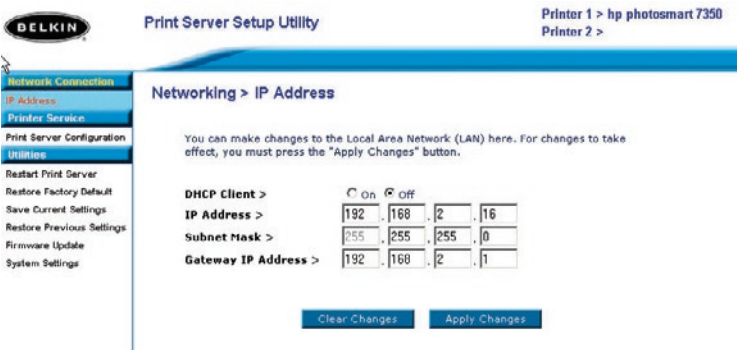 BELKIN
Print Server Setup Utility
Printer 1 > hp photosmart 7350
Printer 2 >
Network Connection
IP Address
Printer Service
Print Server Configuration
Utilities
Restart Print Server
Restore Factory Default
Save Current Settings
Restore Previous Settings
Firmware Update
System Settings
Networking > IP Address
You can make changes to the Local Area Network (LAN) here. For changes to
effect, you must press the "Apply Changes" button.
DHCP Client > On Off
IP Address > 192 . 168 . 2 . 16
Subnet Mask > 255 . 255 . 255 . 0
Gateway IP Address > 192 . 168 . 2 . 1
Clear Changes Apply Changes